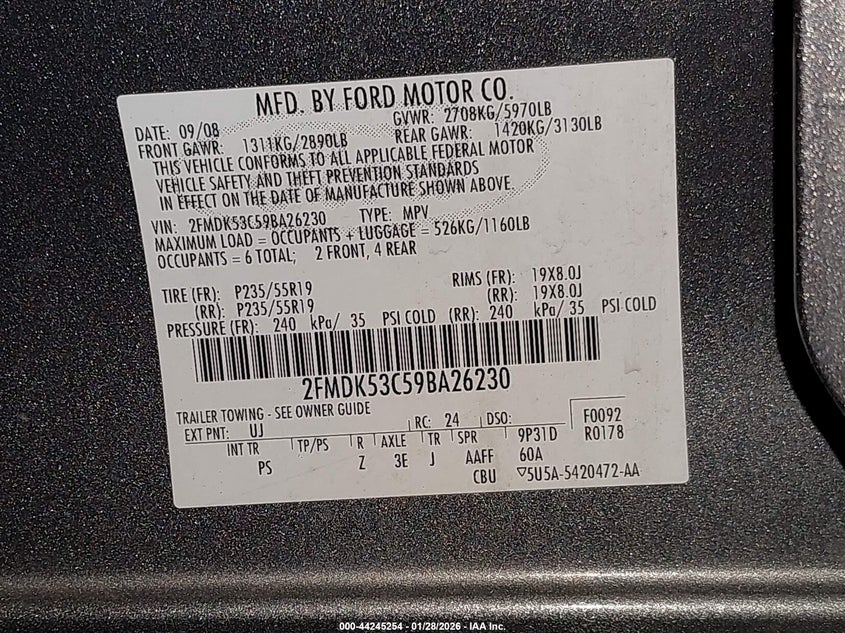 MFD. BY FORD MOTOR CO.
DATE: 09/08 GVWR: 2708KG/5970LB
FRONT GAWR: 1311KG/2890LB REAR GAWR: 1420KG/3130LB
THIS VEHICLE CONFORMS TO ALL APPLICABLE FEDERAL MOTOR
VEHICLE SAFETY AND THEFT PREVENTION STANDARDS
IN EFFECT ON THE DATE OF MANUFACTURE SHOWN ABOVE.
VIN: 2FMDK53C59BA26230 TYPE: MPV
MAXIMUM LOAD = OCCUPANTS + LUGGAGE = 526KG/1160LB
OCCUPANTS = 6 TOTAL; 2 FRONT, 4 REAR
TIRE (FR): P235/55R19 RIMS (FR): 19X8.0J
(RR): P235/55R19 (RR): 19X8.0J
PRESSURE (FR): 240 kPa/ 35 PSI COLD (RR): 240 kPa/ 35 PSI COLD
2FMDK53C59BA26230
TRAILER TOWING - SEE OWNER GUIDE
EXT PNT: UJ RC: 24 DSO: F0092
INT TR TP/PS R AXLE TR SPR 9P31D R0178
PS Z 3E J AAFF 60A
CBU ▽5U5A-5420472-AA
000-44245254 - 01/28/2026 - IAA Inc.